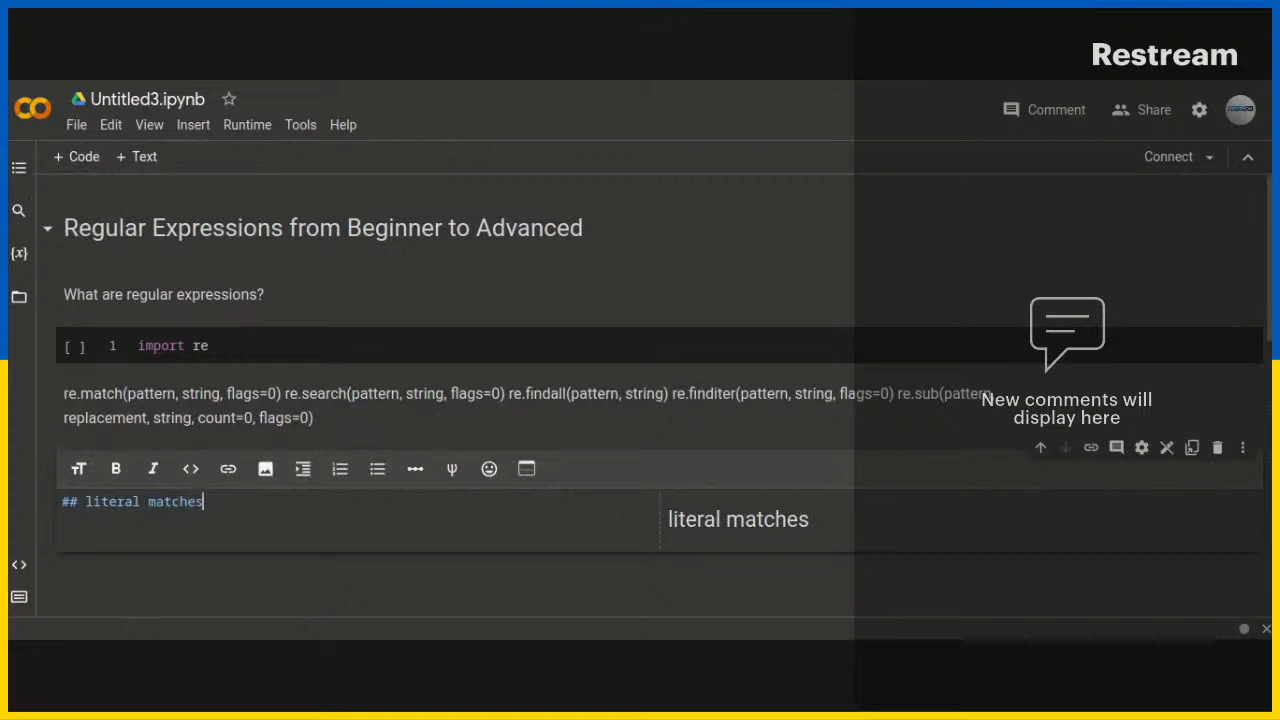 Restream
Untitled3.ipynb
File Edit View Insert Runtime Tools Help
Comment Share
+ Code + Text
Connect
Regular Expressions from Beginner to Advanced
{x}
What are regular expressions?
[ ] 1 import re
re.match(pattern, string, flags=0) re.search(pattern, string, flags=0) re.findall(pattern, string) re.finditer(pattern, string, flags=0) re.sub(pattern,
replacement, string, count=0, flags=0)
New comments will
display here
## literal matches
literal matches